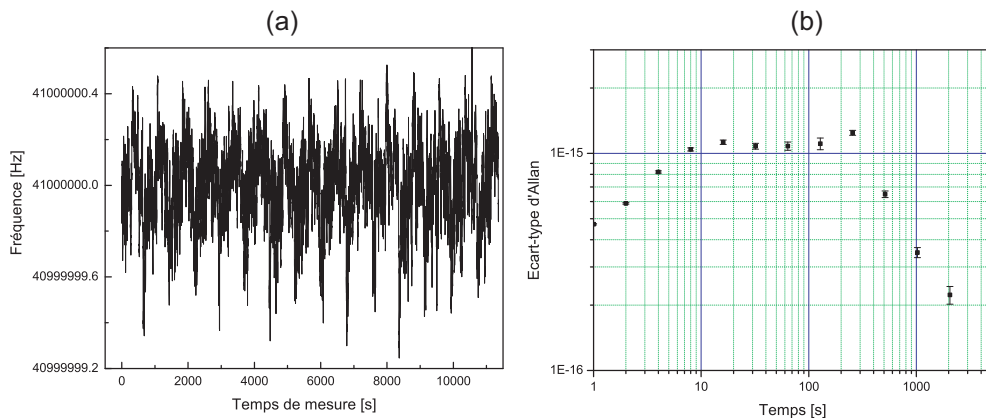 (a)
Fréquence [Hz]
41000000.4
41000000.0
40999999.6
40999999.2
0 2000 4000 6000 8000 10000
Temps de mesure [s]
(b)
Ecart-type d'Allan
1E-15
1E-16
1 10 100 1000
Temps [s]